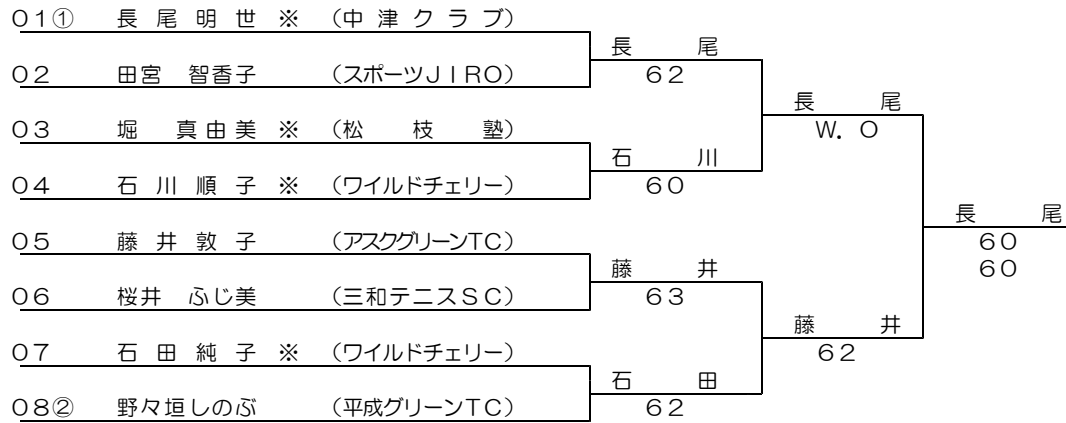 01① 長尾明世 ※ (中津クラブ)
長尾
02 田宮 智香子 (スポーツJIRO)
62
長尾
03 堀 真由美 ※ (松枝塾)
W.O
石川
04 石川順子 ※ (ワイルドチェリー)
60
長尾
05 藤井敦子 (アスクグリーンTC)
60
藤井
60
06 桜井 ふじ美 (三和テニスSC)
63
藤井
07 石田純子 ※ (ワイルドチェリー)
62
石田
08② 野々垣しのぶ (平成グリーンTC)
62